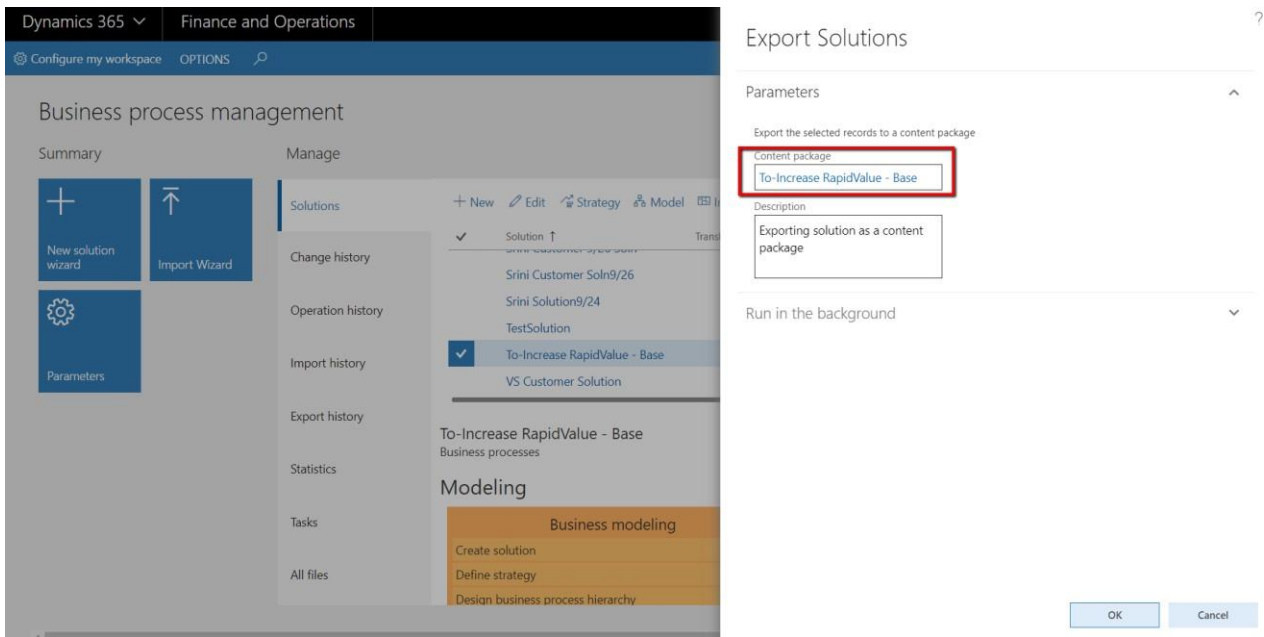 Dynamics 365
Finance and Operations
Configure my workspace OPTIONS
Business process management
Summary
New solution
wizard
Import Wizard
Parameters
Manage
Solutions
Change history
Operation history
Import history
Export history
Statistics
Tasks
All files
+ New Edit Strategy Model
Solution ↑
Srini Customer Soln9/26
Srini Solution9/24
TestSolution
To-Increase RapidValue - Base
VS Customer Solution
To-Increase RapidValue - Base
Business processes
Modeling
Business modeling
Create solution
Define strategy
Design business process hierarchy
?
Export Solutions
Parameters
Export the selected records to a content package
Content package
To-Increase RapidValue - Base
Description
Exporting solution as a content
package
Run in the background
OK Cancel